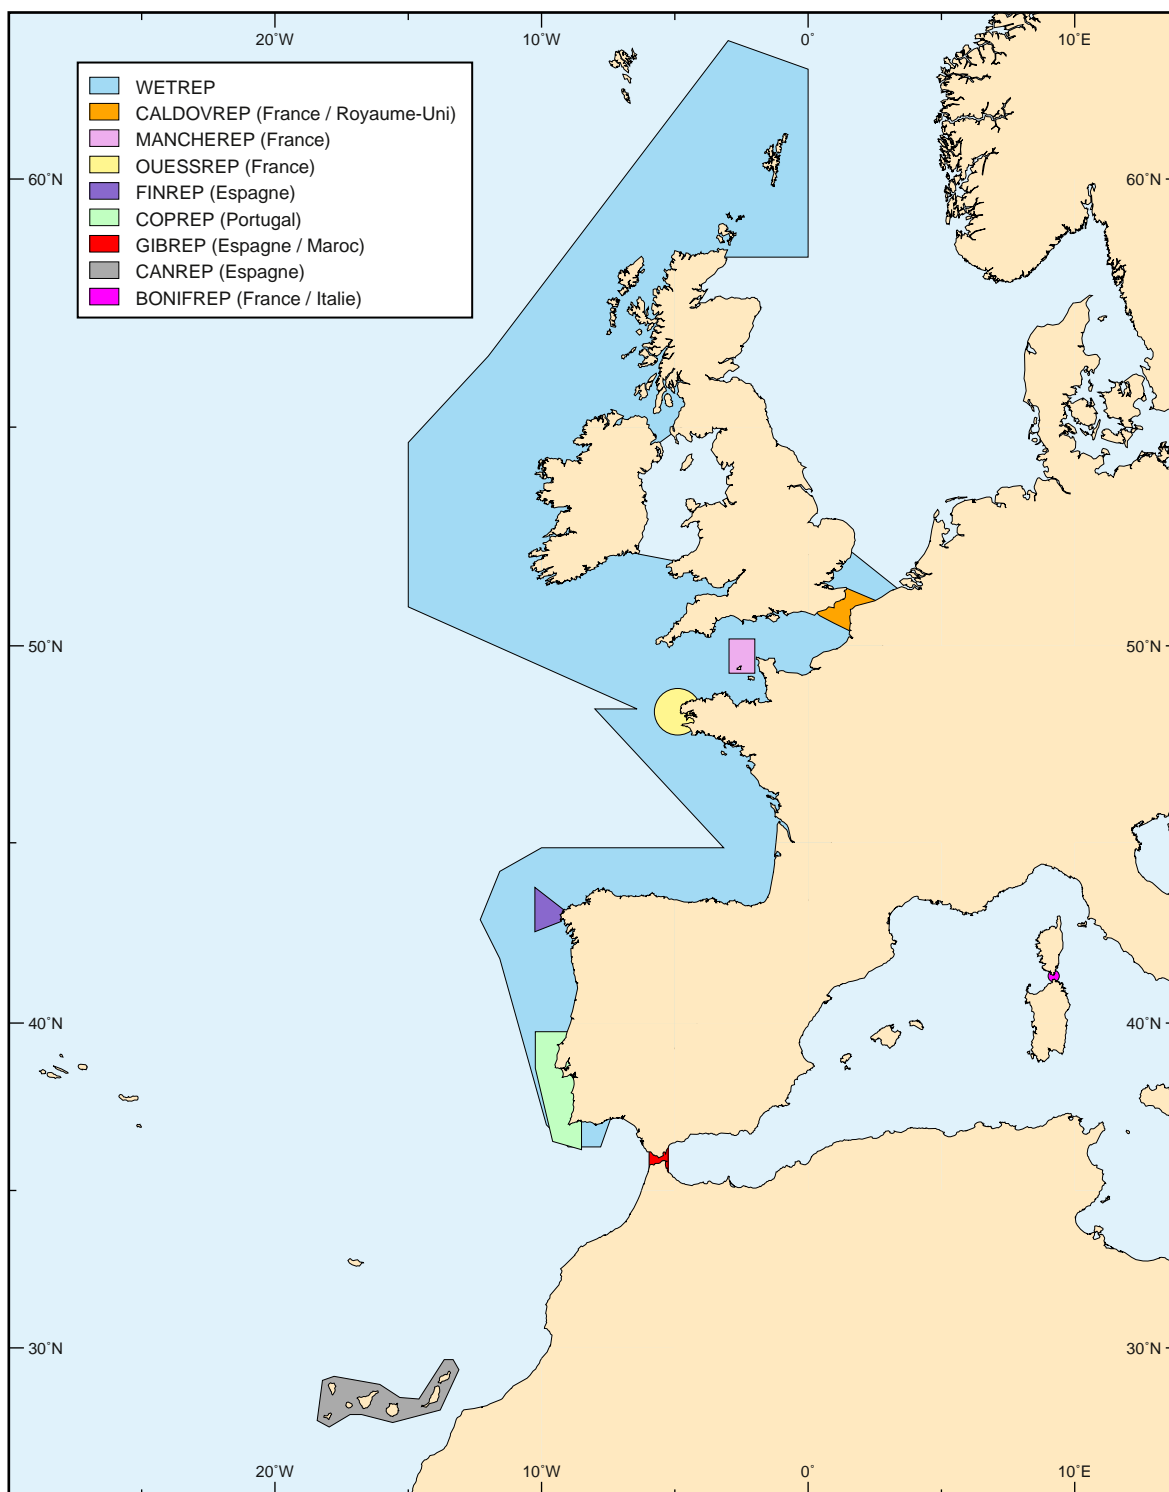 20˚W 10˚W 0˚ 10˚E
WETREP
CALDOVREP (France / Royaume-Uni)
MANCHEREP (France)
OUESSREP (France)
FINREP (Espagne)
COPREP (Portugal)
GIBREP (Espagne / Maroc)
CANREP (Espagne)
BONIFREP (France / Italie)
60˚N 60˚N
50˚N 50˚N
40˚N 40˚N
30˚N 30˚N
20˚W 10˚W 0˚ 10˚E